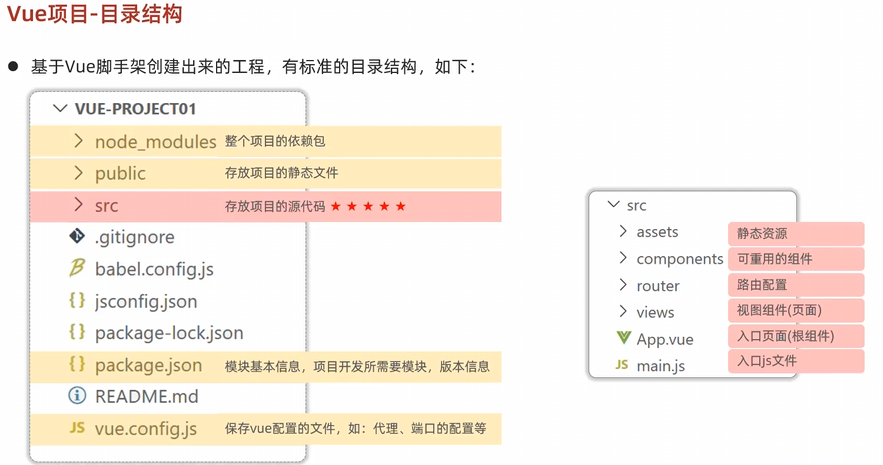 Vue项目-目录结构
● 基于Vue脚手架创建出来的工程，有标准的目录结构，如下：
VUE-PROJECT01
node_modules 整个项目的依赖包
public 存放项目的静态文件
src 存放项目的源代码 ★ ★ ★ ★ ★
.gitignore
babel.config.js
{} jsconfig.json
{} package-lock.json
{} package.json 模块基本信息，项目开发所需要模块，版本信息
README.md
JS vue.config.js 保存vue配置的文件，如：代理、端口的配置等
src
assets 静态资源
components 可重用的组件
router 路由配置
views 视图组件(页面)
App.vue 入口页面(根组件)
JS main.js 入口js文件